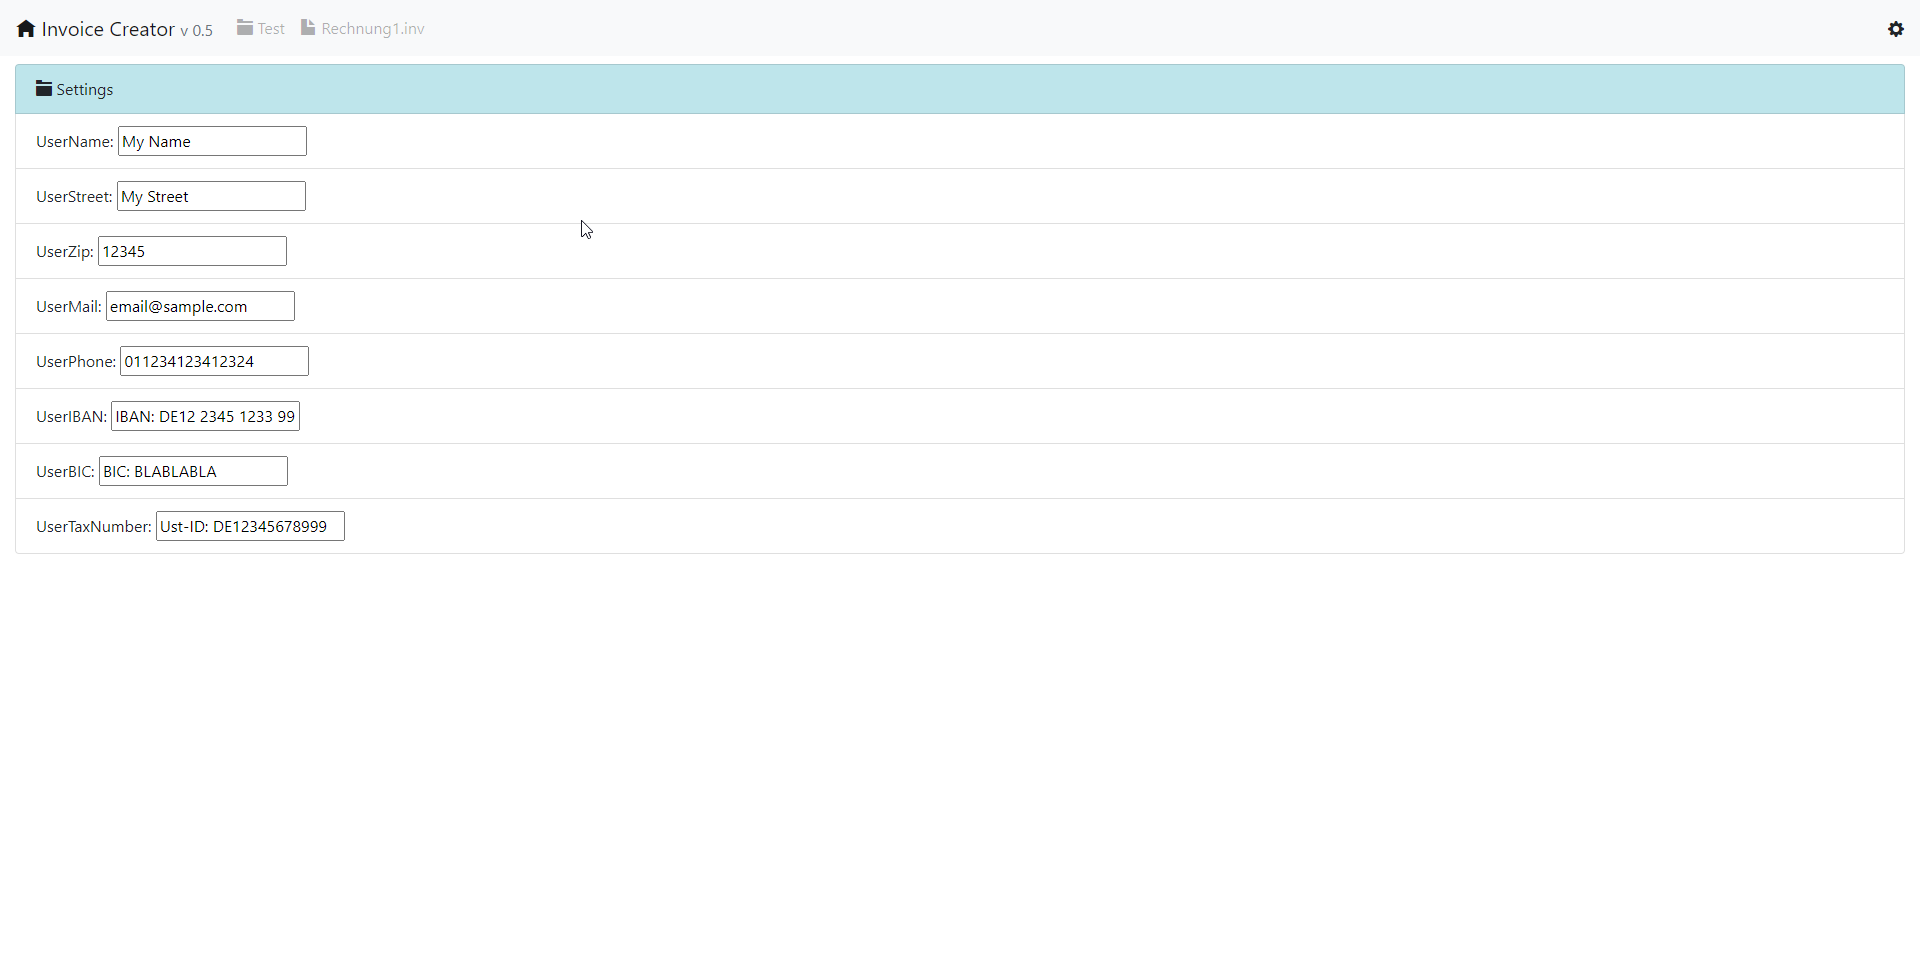 Invoice Creator v 0.5 Test Rechnung1.inv
Settings
UserName: My Name
UserStreet: My Street
UserZip: 12345
UserMail: email@sample.com
UserPhone: 011234123412324
UserIBAN: IBAN: DE12 2345 1233 99
UserBIC: BIC: BLABLABLA
UserTaxNumber: Ust-ID: DE12345678999